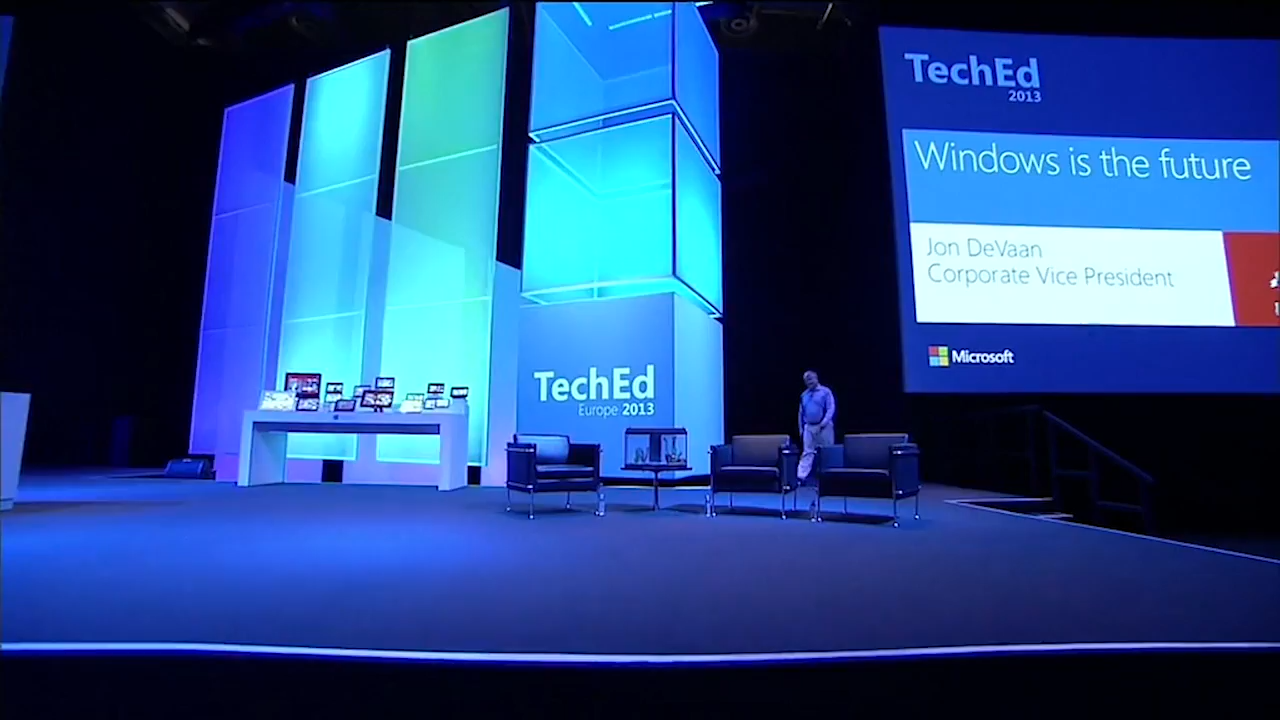 TechEd
2013
Windows is the future
Jon DeVaan
Corporate Vice President
Microsoft
TechEd
Europe 2013